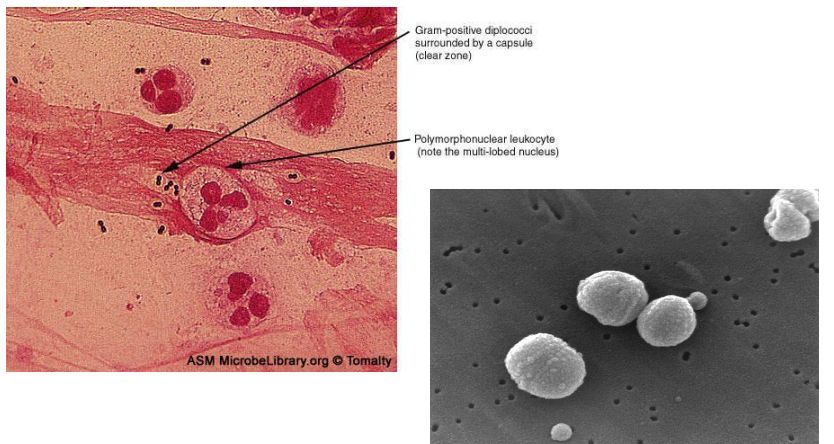 Gram-positive diplococci
surrounded by a capsule
(clear zone)
Polymorphonuclear leukocyte
(note the multi-lobed nucleus)
ASM MicrobeLibrary.org © Tomalty